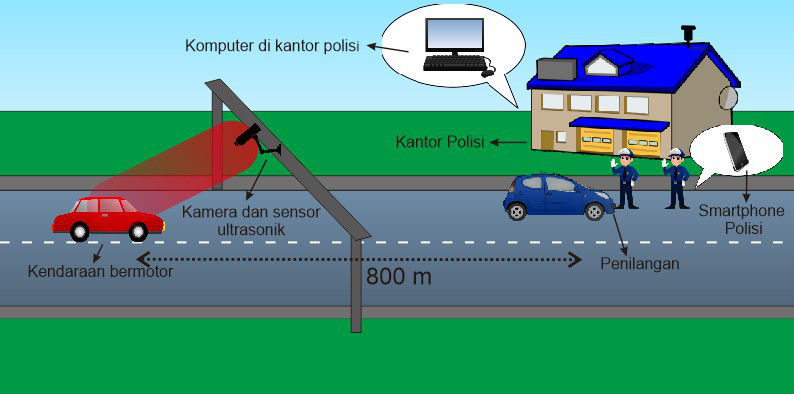 Komputer di kantor polisi
Kantor Polisi
Kamera dan sensor
ultrasonik
Smartphone
Polisi
Kendaraan bermotor
800 m
Penilangan